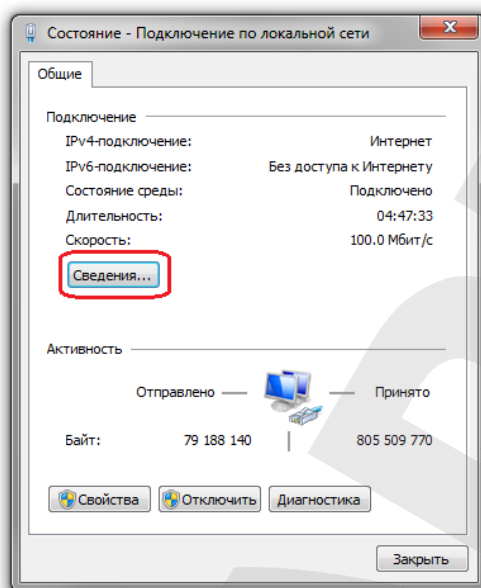 Состояние - Подключение по локальной сети
Общие
Подключение
IPv4-подключение: Интернет
IPv6-подключение: Без доступа к Интернету
Состояние среды: Подключено
Длительность: 04:47:33
Скорость: 100.0 Мбит/с
Сведения...
Активность
Отправлено — Принято
Байт: 79 188 140 805 509 770
Свойства Отключить Диагностика
Закрыть